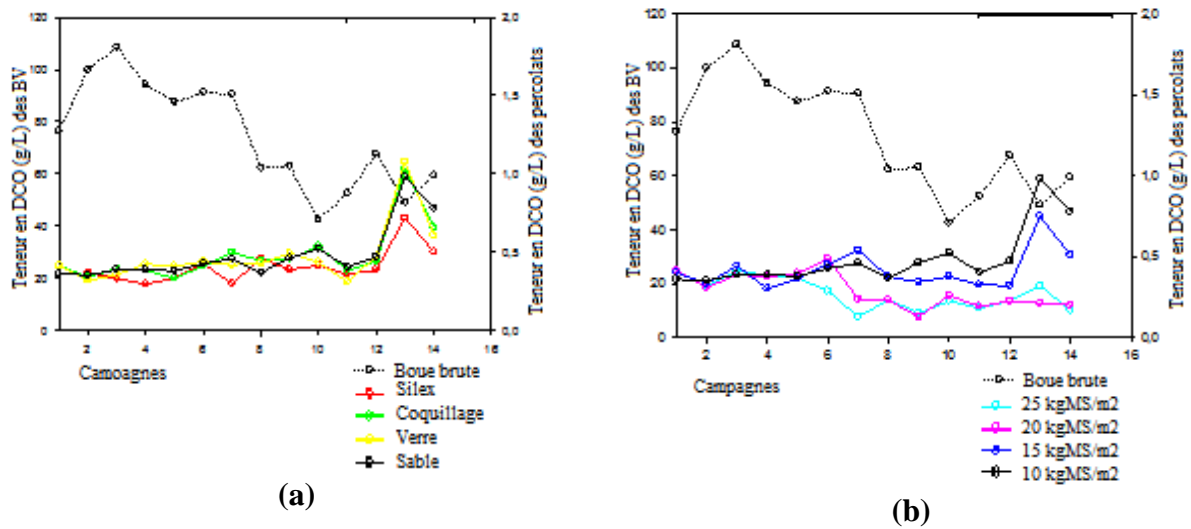 120
100
80
60
40
20
0
2,0
1,5
1,0
0,5
0,0
2
4
6
8
10
12
14
16
Teneur en DCO (g/L) des BV
Teneur en DCO (g/L) des percolats
Camoagnes
Boue brute
Silex
Coquillage
Verre
Sable
(a)
120
100
80
60
40
20
0
2,0
1,5
1,0
0,5
0,0
2
4
6
8
10
12
14
16
Teneur en DCO (g/L) des BV
Teneur en DCO (g/L) des percolats
Campagnes
Boue brute
25 kgMS/m2
20 kgMS/m2
15 kgMS/m2
10 kgMS/m2
(b)